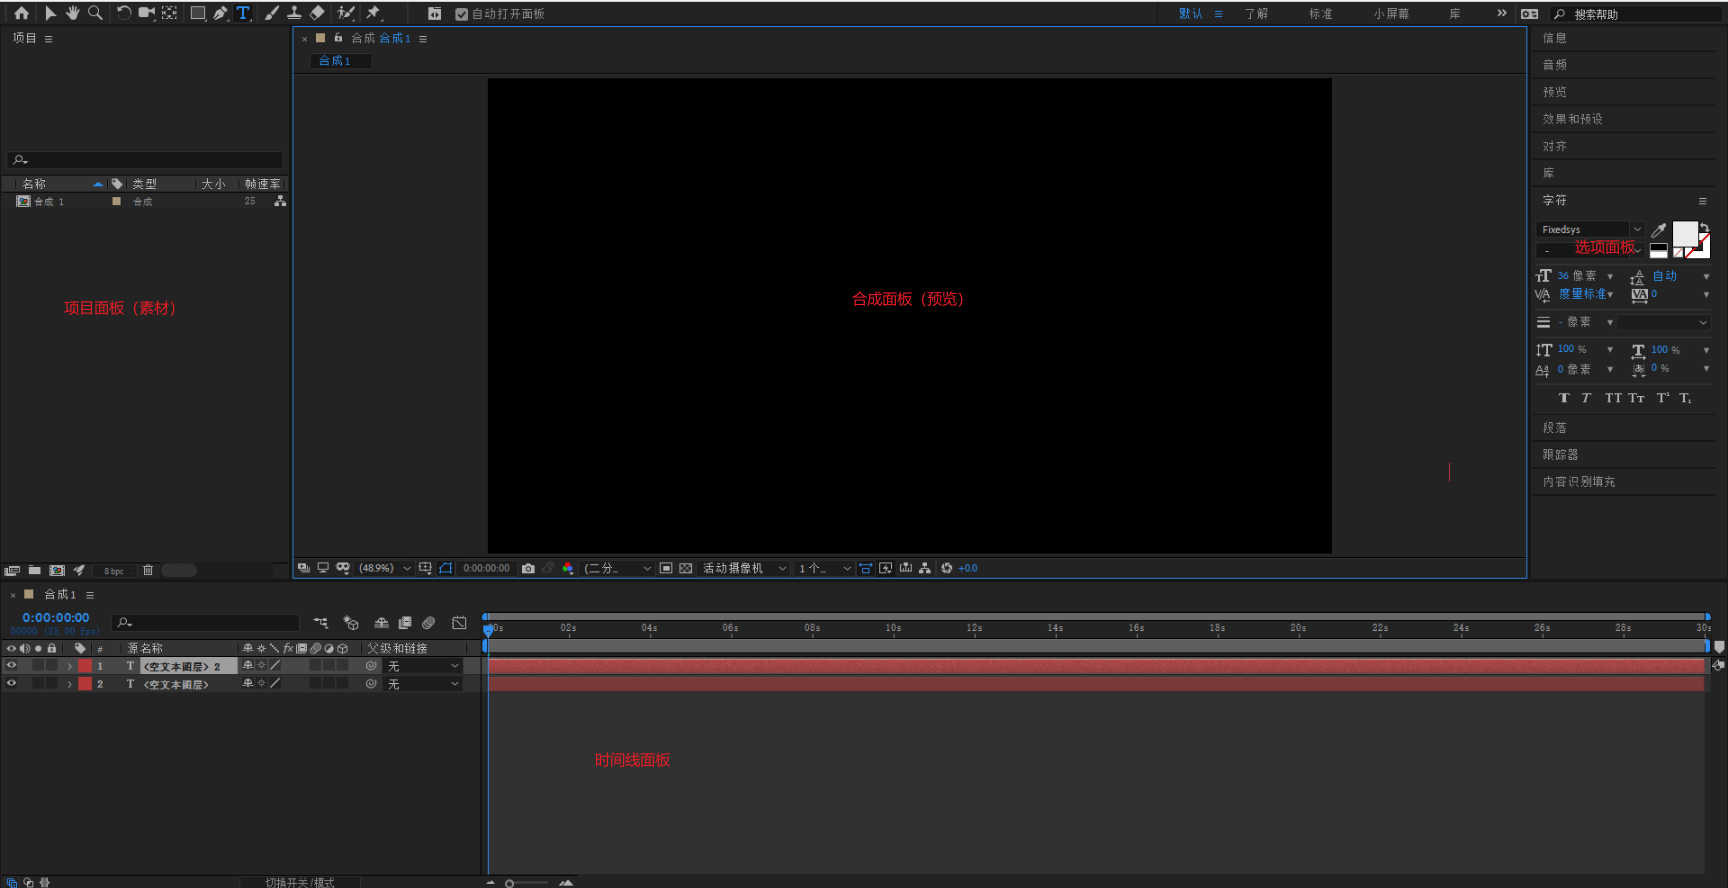 自动打开面板
默认
了解
标准
小屏幕
库
搜索帮助
项目
合成 合成1
合成1
名称 类型 大小 帧速率
合成 1 合成 25
项目面板（素材）
合成面板（预览）
信息
音频
预览
效果和预设
对齐
库
字符
Fixedsys
-
选项面板
36 像素 自动
度量标准 0
- 像素
100 % 100 %
0 像素 0 %
段落
跟踪器
内容识别填充
8 bpc
(48.9%) 0:00:00:00 (二分_ 活动摄像机 1个_ +0.0
合成1
0:00:00:00
00000 (25.00 fps)
00s 02s 04s 06s 08s 10s 12s 14s 16s 18s 20s 22s 24s 26s 28s 30s
# 源名称 父级和链接
1 T <空文本图层> 2 无
2 T <空文本图层> 无
时间线面板
切换开关/模式